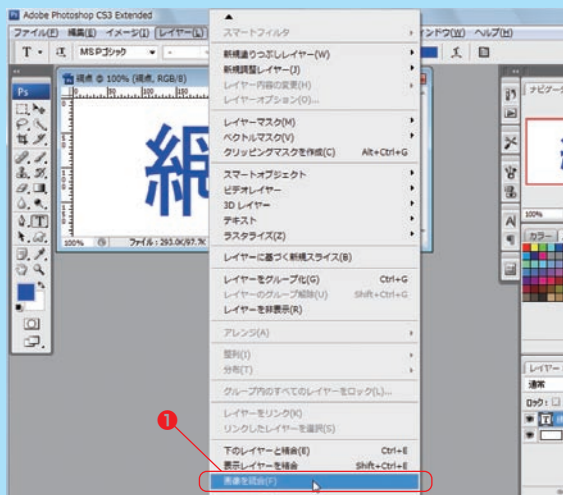 Adobe Photoshop CS3 Extended
ファイル(F) 編集(E) イメージ(I) レイヤー(L)
ィンドウ(W) ヘルプ(H)
T
MS Pゴシック
-
視点 @ 100% (視点, RGB/8)
0 50 100 150
Ps
網
100%
ファイル : 293.0K/97.7K
スマートフィルタ
新規塗りつぶしレイヤー(W)
新規調整レイヤー(J)
レイヤー内容の変更(H)
レイヤーオプション(O)...
レイヤーマスク(M)
ベクトルマスク(V)
クリッピングマスクを作成(C) Alt+Ctrl+G
スマートオブジェクト
ビデオレイヤー
3D レイヤー
テキスト
ラスタライズ(Z)
レイヤーに基づく新規スライス(B)
レイヤーをグループ化(G) Ctrl+G
レイヤーのグループ解除(U) Shift+Ctrl+G
レイヤーを非表示(R)
アレンジ(A)
整列(I)
分布(T)
グループ内のすべてのレイヤーをロック(L)...
レイヤーをリンク(K)
リンクしたレイヤーを選択(S)
下のレイヤーと結合(E) Ctrl+E
表示レイヤーを結合 Shift+Ctrl+E
画像を統合(F)
1
ナビゲー
100%
カラー
レイヤー
通常
ロック :
T